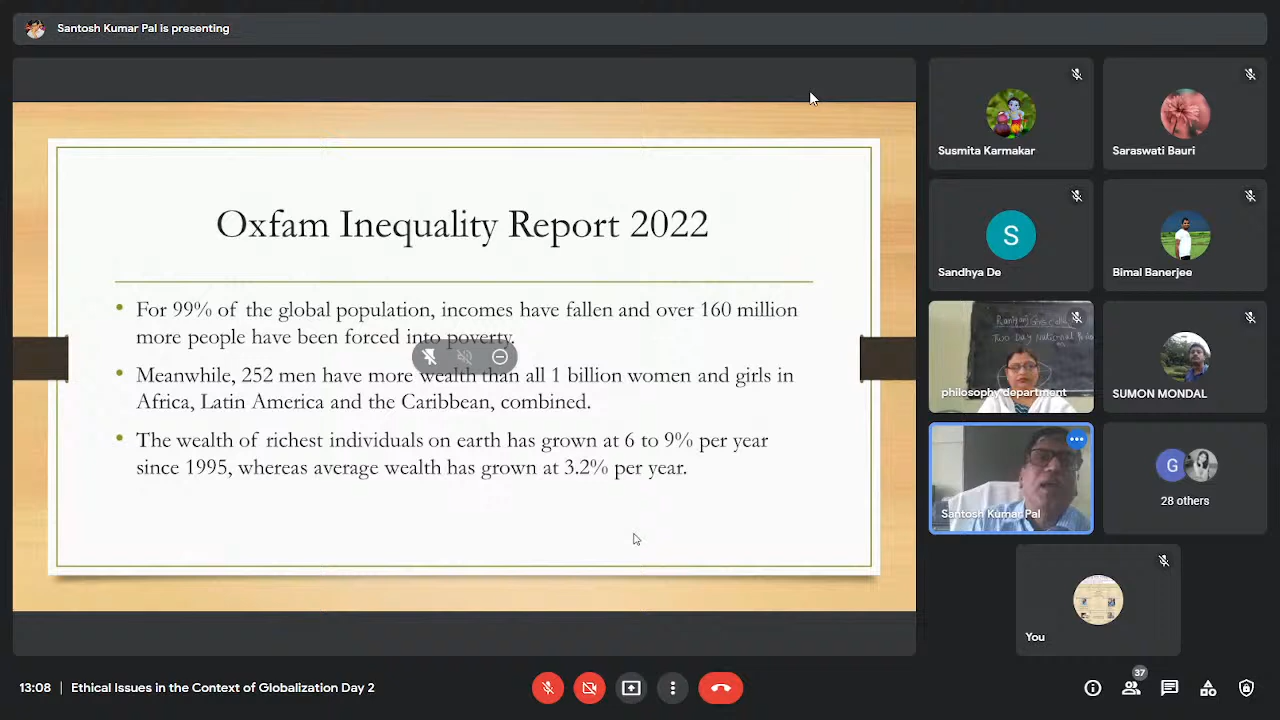 Santosh Kumar Pal is presenting
Oxfam Inequality Report 2022
• For 99% of the global population, incomes have fallen and over 160 million
more people have been forced into poverty.
• Meanwhile, 252 men have more wealth than all 1 billion women and girls in
Africa, Latin America and the Caribbean, combined.
• The wealth of richest individuals on earth has grown at 6 to 9% per year
since 1995, whereas average wealth has grown at 3.2% per year.
Susmita Karmakar
Saraswati Bauri
S
Sandhya De
Bimal Banerjee
Two Day National
philosophy department
SUMON MONDAL
Santosh Kumar Pal
G
28 others
You
13:08 | Ethical Issues in the Context of Globalization Day 2
37